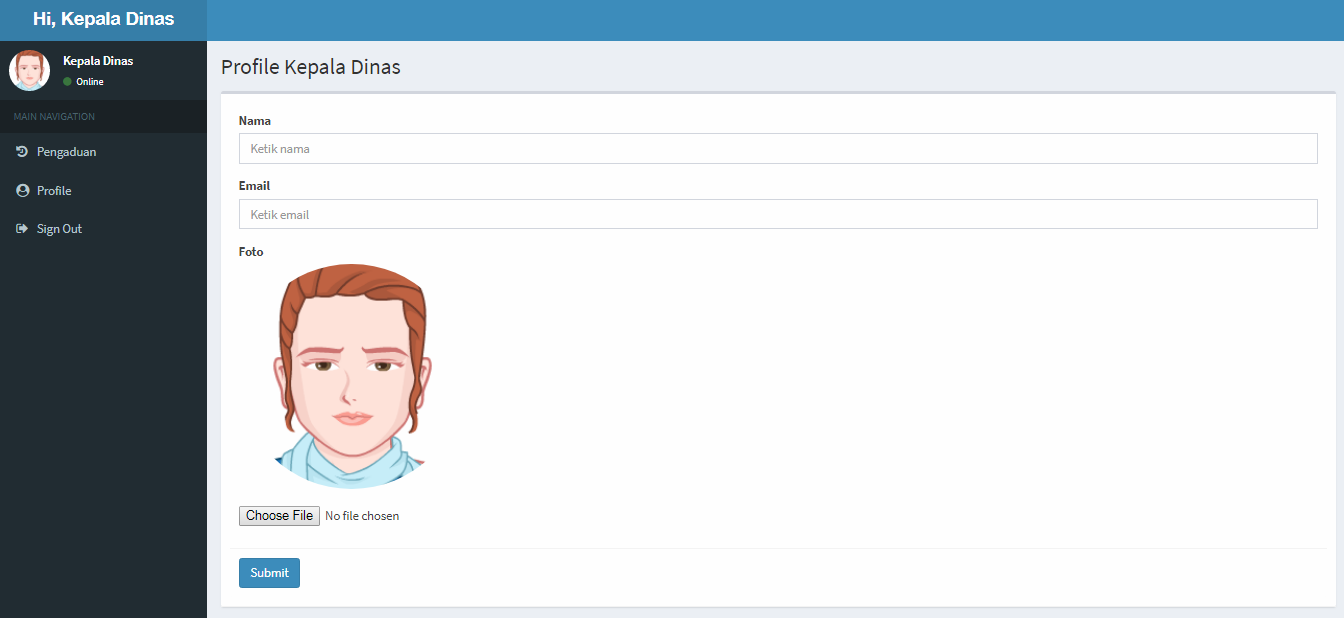 Hi, Kepala Dinas
Kepala Dinas
Online
MAIN NAVIGATION
Pengaduan
Profile
Sign Out
Profile Kepala Dinas
Nama
Ketik nama
Email
Ketik email
Foto
Choose File No file chosen
Submit